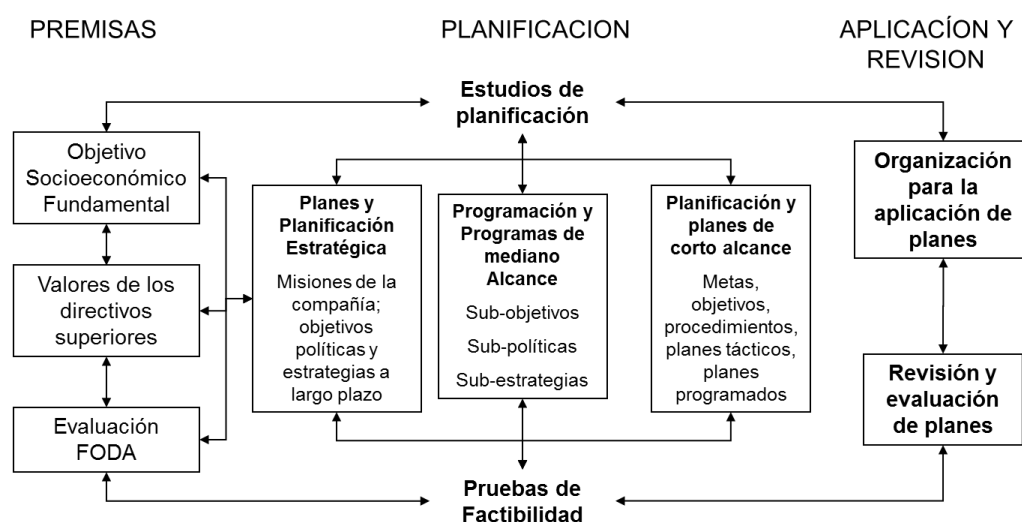 PREMISAS
PLANIFICACION
APLICACÍON Y
REVISION
Estudios de
planificación
Objetivo
Socioeconómico
Fundamental
Valores de los
directivos
superiores
Evaluación
FODA
Planes y
Planificación
Estratégica
Misiones de la
compañía;
objetivos
políticas y
estrategias a
largo plazo
Programación y
Programas de
mediano
Alcance
Sub-objetivos
Sub-políticas
Sub-estrategias
Planificación y
planes de
corto alcance
Metas,
objetivos,
procedimientos,
planes tácticos,
planes
programados
Organización
para la
aplicación de
planes
Revisión y
evaluación
de planes
Pruebas de
Factibilidad